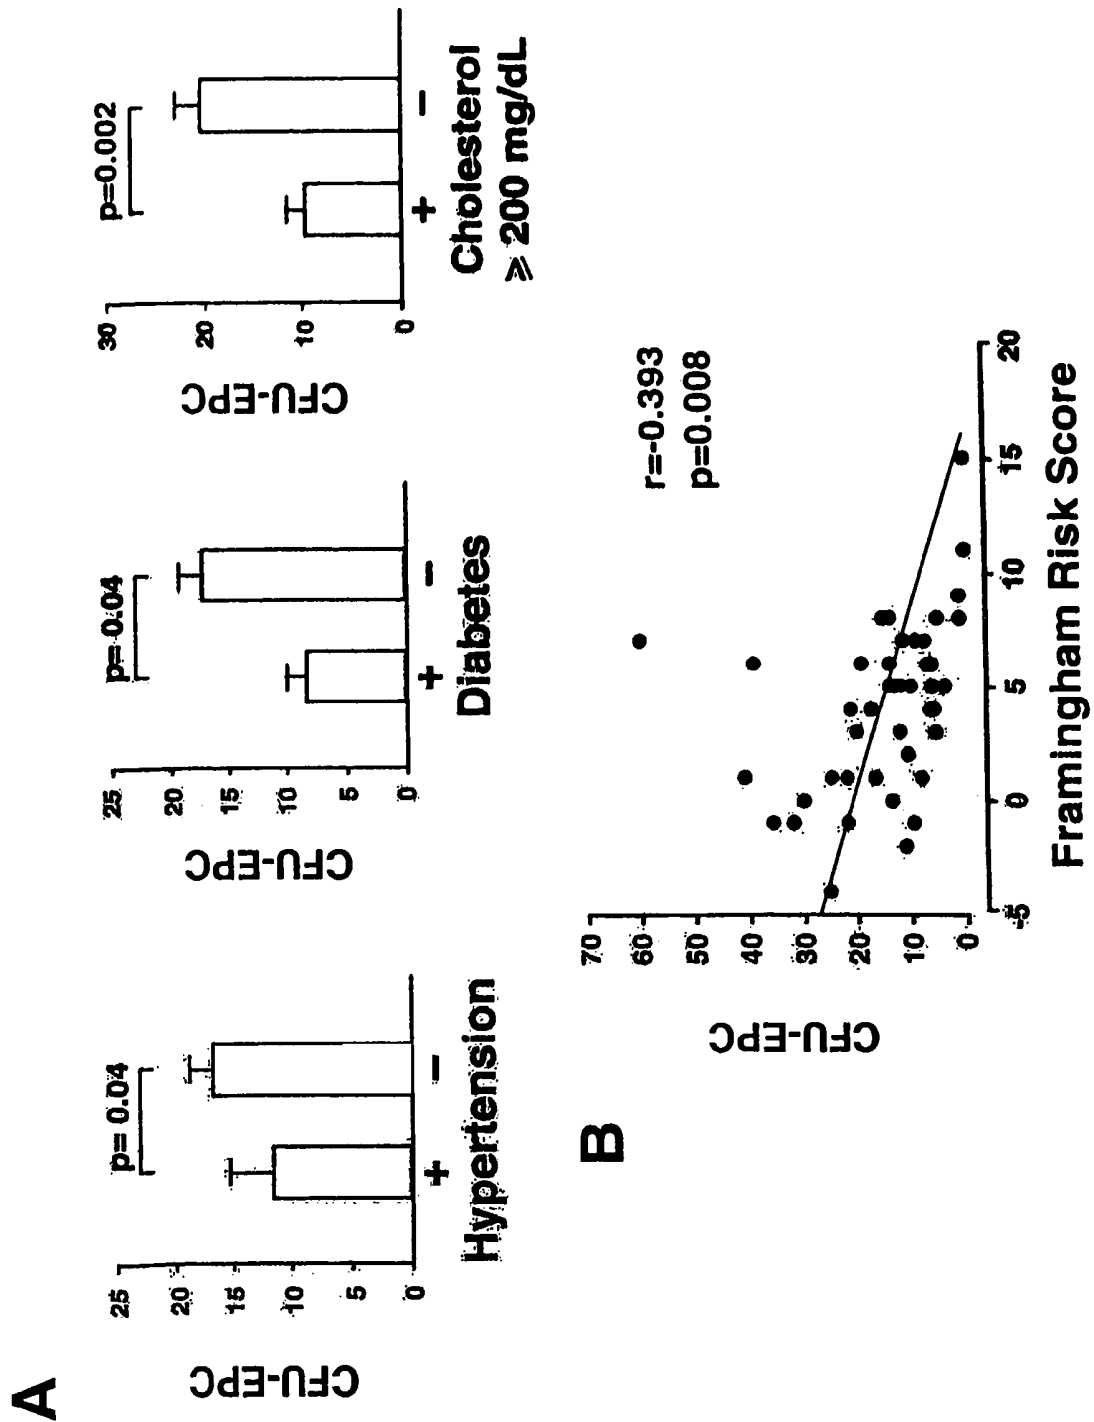 A
CFU-EPC
25
20
15
10
5
0
p= 0.04
+
−
Hypertension
CFU-EPC
25
20
15
10
5
0
p= 0.04
+
−
Diabetes
CFU-EPC
30
20
10
0
p=0.002
+
−
Cholesterol
⩾ 200 mg/dL
B
CFU-EPC
70
60
50
40
30
20
10
0
r=-0.393
p=0.008
-5
0
5
10
15
20
Framingham Risk Score